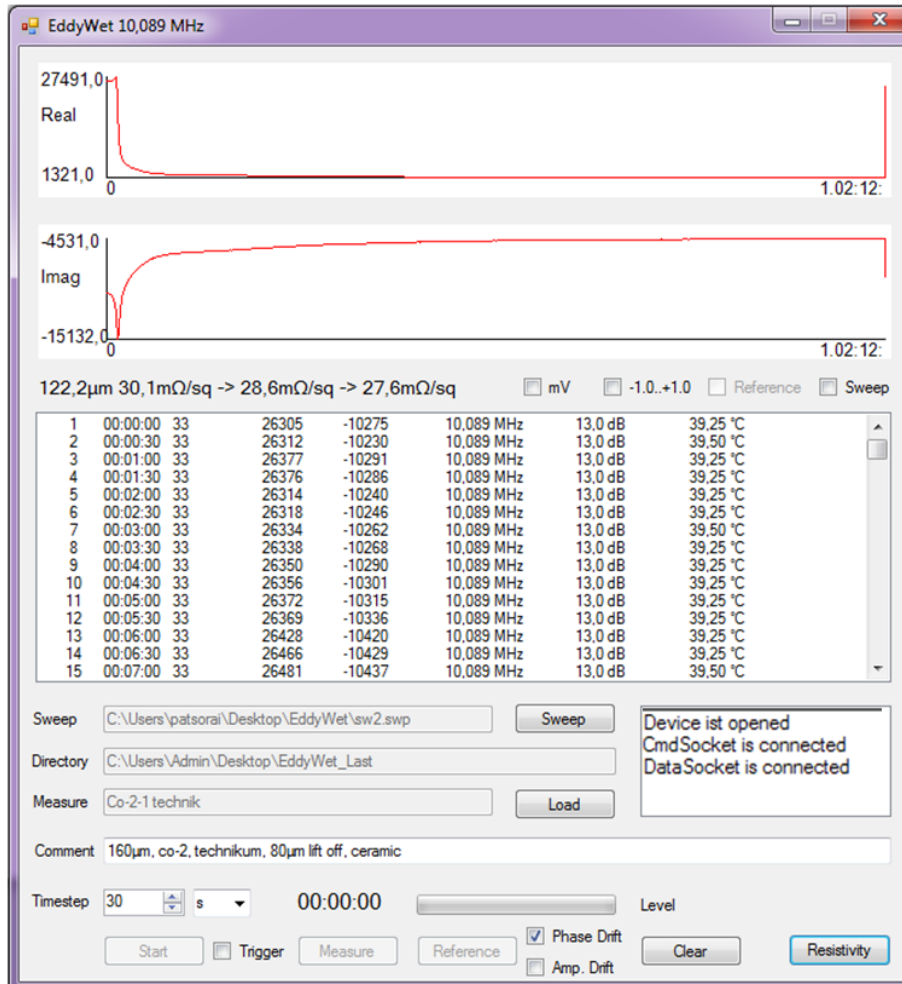 EddyWet 10,089 MHz
27491,0
Real
1321,0
0 1.02:12:
-4531,0
Imag
-15132,0
0 1.02:12:
122,2µm 30,1mΩ/sq -> 28,6mΩ/sq -> 27,6mΩ/sq mV -1.0..+1.0 Reference Sweep
1 00:00:00 33 26305 -10275 10,089 MHz 13,0 dB 39,25 °C
2 00:00:30 33 26312 -10230 10,089 MHz 13,0 dB 39,50 °C
3 00:01:00 33 26377 -10291 10,089 MHz 13,0 dB 39,25 °C
4 00:01:30 33 26376 -10286 10,089 MHz 13,0 dB 39,25 °C
5 00:02:00 33 26314 -10240 10,089 MHz 13,0 dB 39,25 °C
6 00:02:30 33 26318 -10246 10,089 MHz 13,0 dB 39,25 °C
7 00:03:00 33 26334 -10262 10,089 MHz 13,0 dB 39,50 °C
8 00:03:30 33 26338 -10268 10,089 MHz 13,0 dB 39,25 °C
9 00:04:00 33 26350 -10290 10,089 MHz 13,0 dB 39,25 °C
10 00:04:30 33 26356 -10301 10,089 MHz 13,0 dB 39,25 °C
11 00:05:00 33 26372 -10315 10,089 MHz 13,0 dB 39,25 °C
12 00:05:30 33 26369 -10336 10,089 MHz 13,0 dB 39,25 °C
13 00:06:00 33 26428 -10420 10,089 MHz 13,0 dB 39,25 °C
14 00:06:30 33 26466 -10429 10,089 MHz 13,0 dB 39,25 °C
15 00:07:00 33 26481 -10437 10,089 MHz 13,0 dB 39,50 °C
Sweep C:\Users\patsorai\Desktop\EddyWet\sw2.swp Sweep
Device ist opened
CmdSocket is connected
DataSocket is connected
Directory C:\Users\Admin\Desktop\EddyWet_Last
Measure Co-2-1 technik Load
Comment 160µm, co-2, technikum, 80µm lift off, ceramic
Timestep 30 s 00:00:00 Level
Start Trigger Measure Reference Phase Drift Clear Resistivity
Amp. Drift